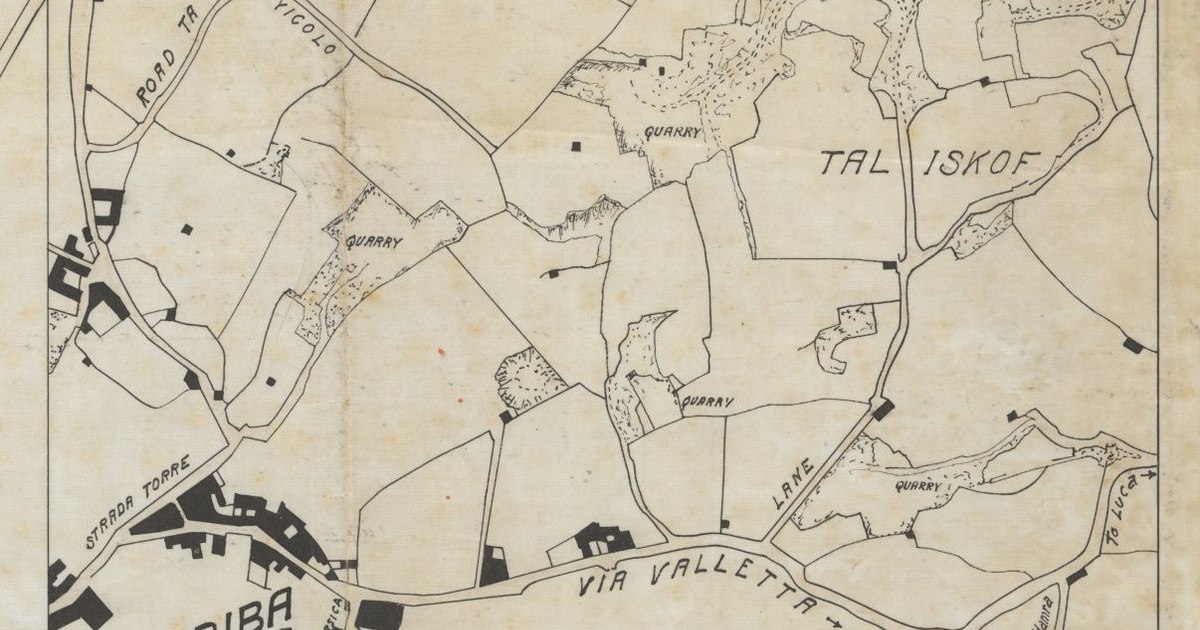 ROAD TA
VICOLO
QUARRY
TAL ISKOF
QUARRY
QUARRY
STRADA TORRE
LANE
QUARRY
To LUCA
VIA VALLETTA